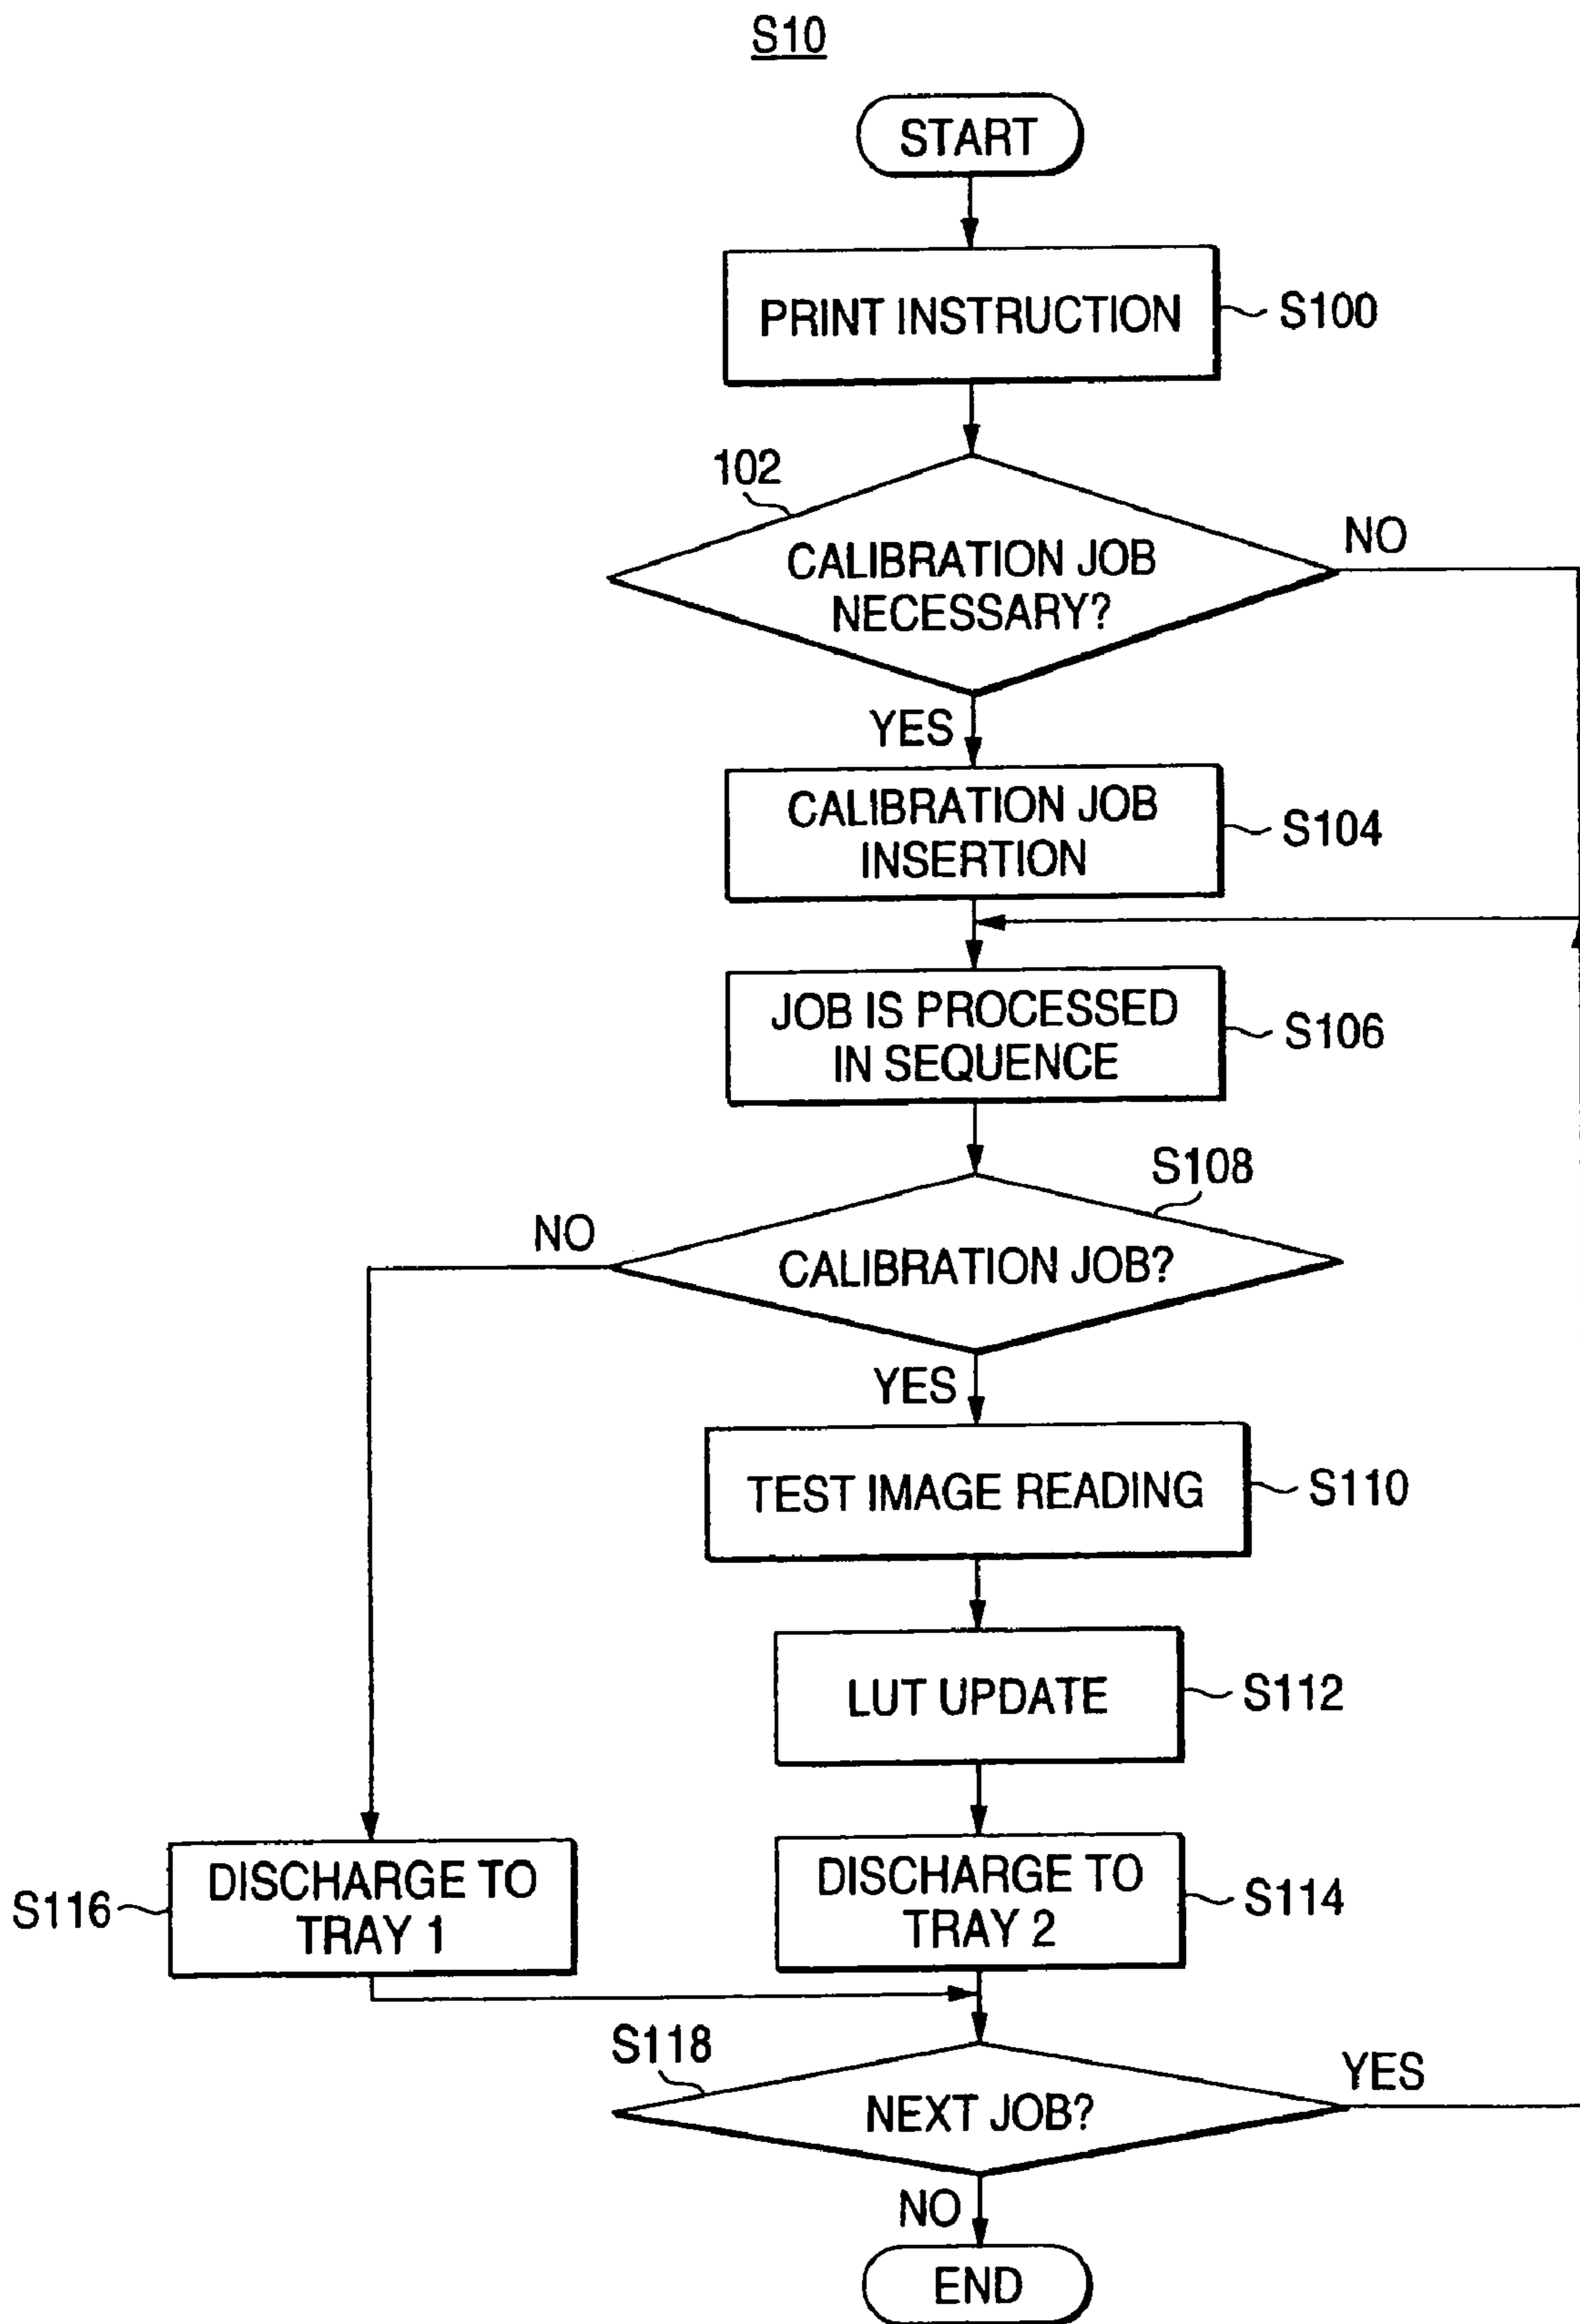 S10
START
PRINT INSTRUCTION
S100
102
CALIBRATION JOB
NECESSARY?
NO
YES
CALIBRATION JOB
INSERTION
S104
JOB IS PROCESSED
IN SEQUENCE
S106
S108
NO
CALIBRATION JOB?
YES
TEST IMAGE READING
S110
LUT UPDATE
S112
S116
DISCHARGE TO
TRAY 1
DISCHARGE TO
TRAY 2
S114
S118
NEXT JOB?
YES
NO
END